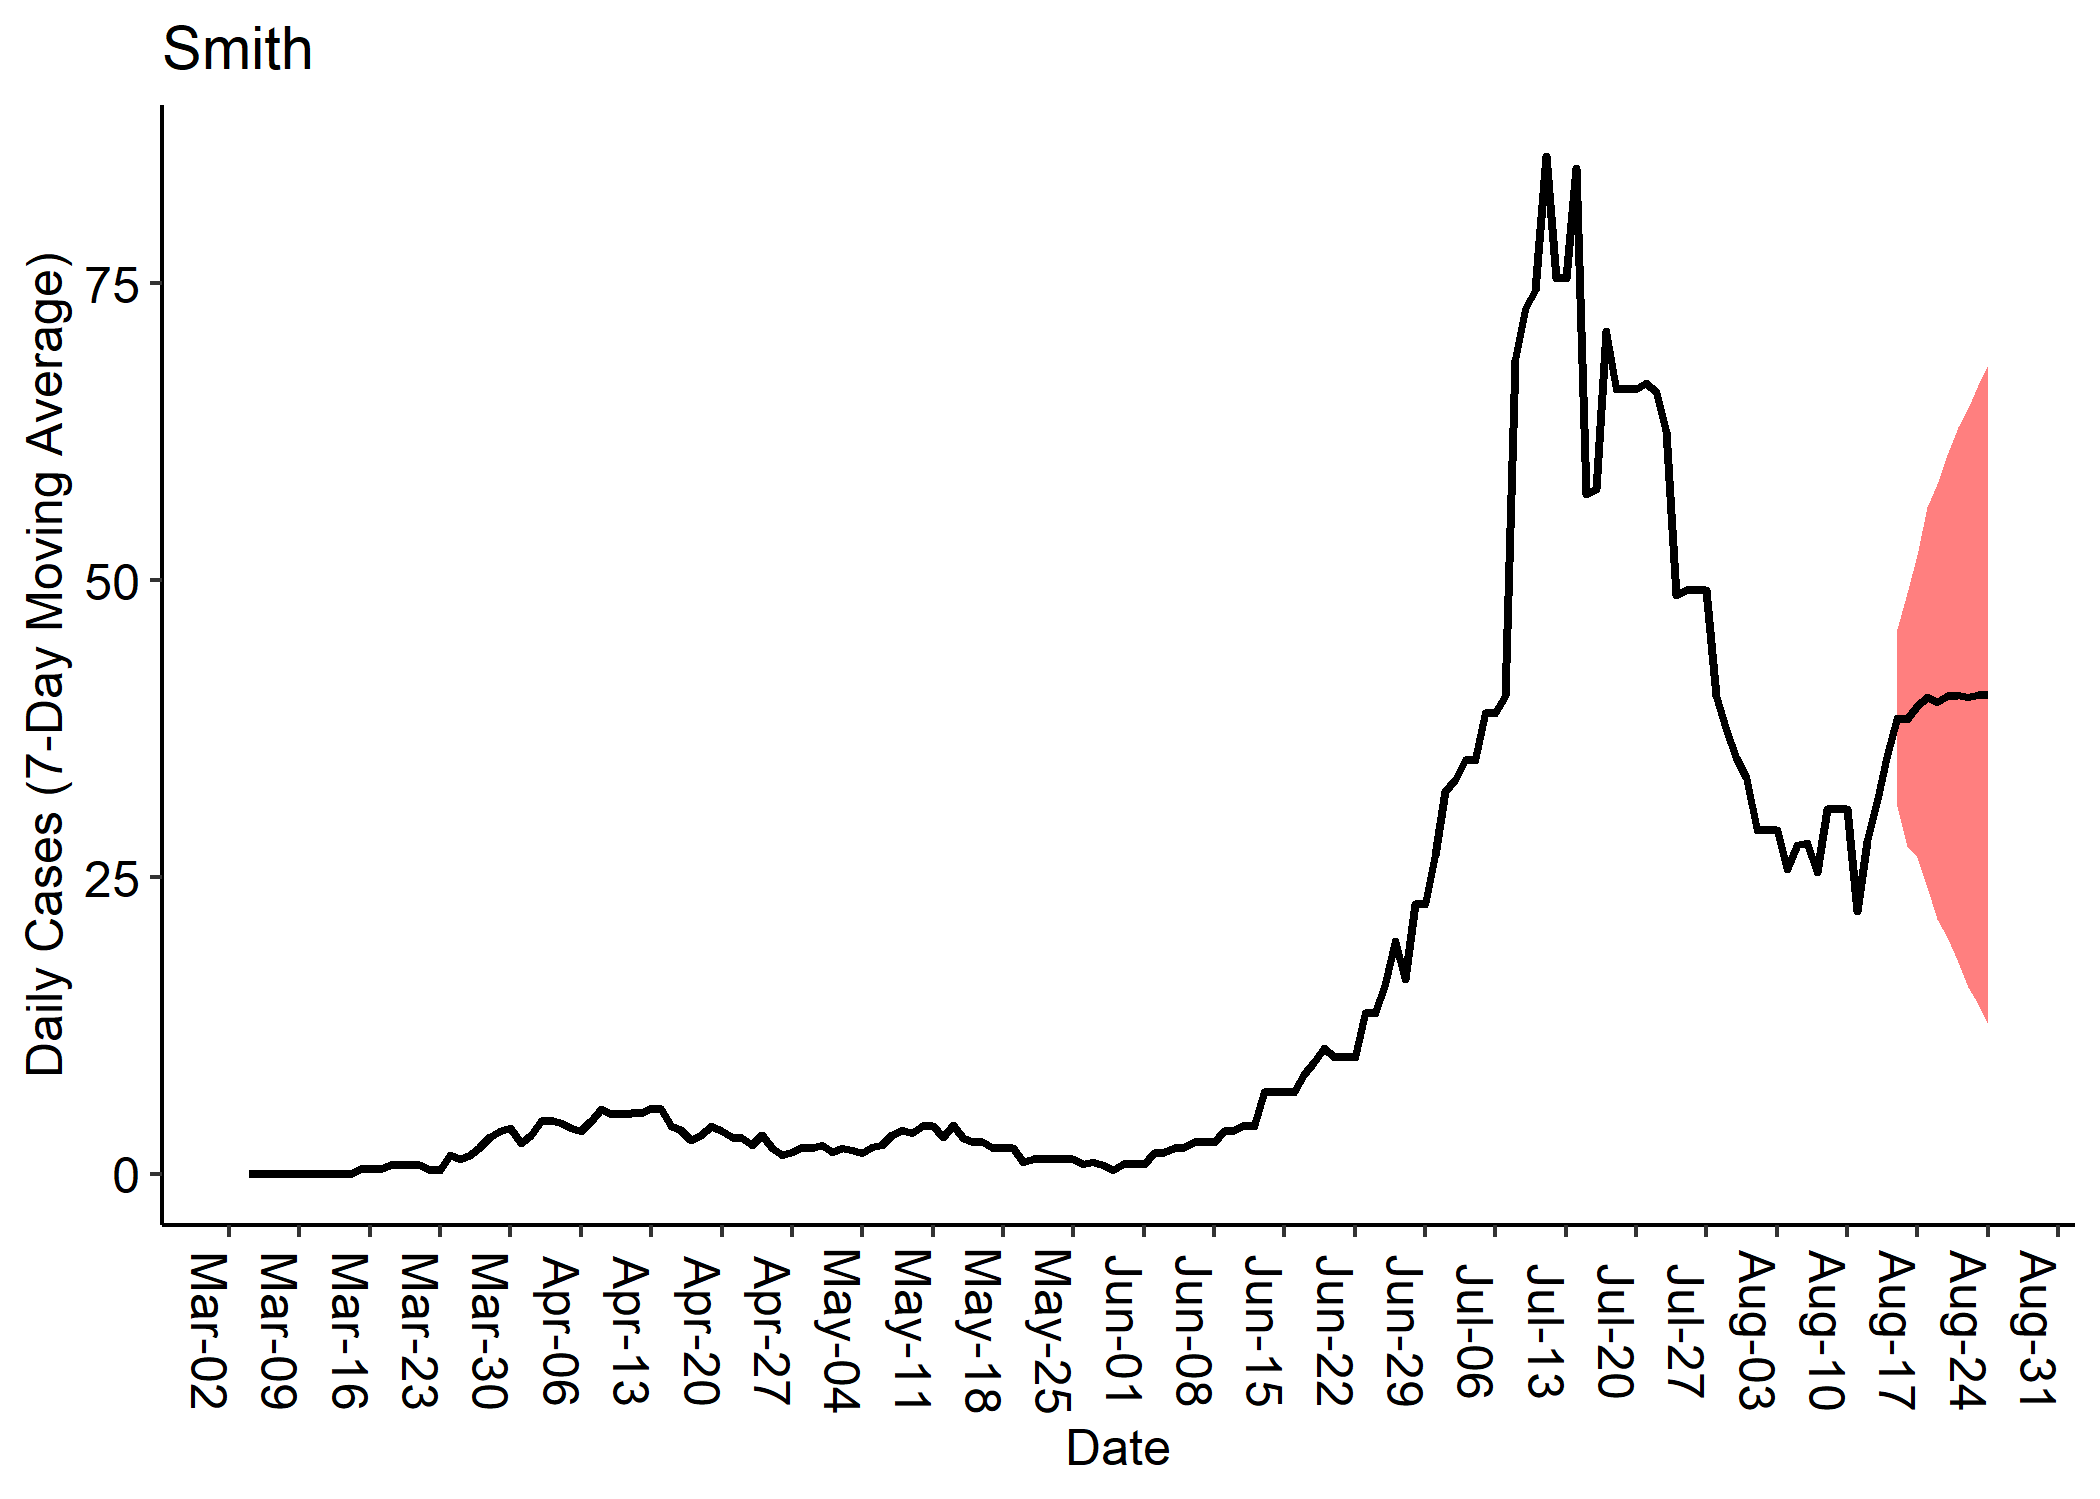 Smith
Daily Cases (7-Day Moving Average)
75
50
25
0
Mar-02
Mar-09
Mar-16
Mar-23
Mar-30
Apr-06
Apr-13
Apr-20
Apr-27
May-04
May-11
May-18
May-25
Jun-01
Jun-08
Jun-15
Jun-22
Jun-29
Jul-06
Jul-13
Jul-20
Jul-27
Aug-03
Aug-10
Aug-17
Aug-24
Aug-31
Date